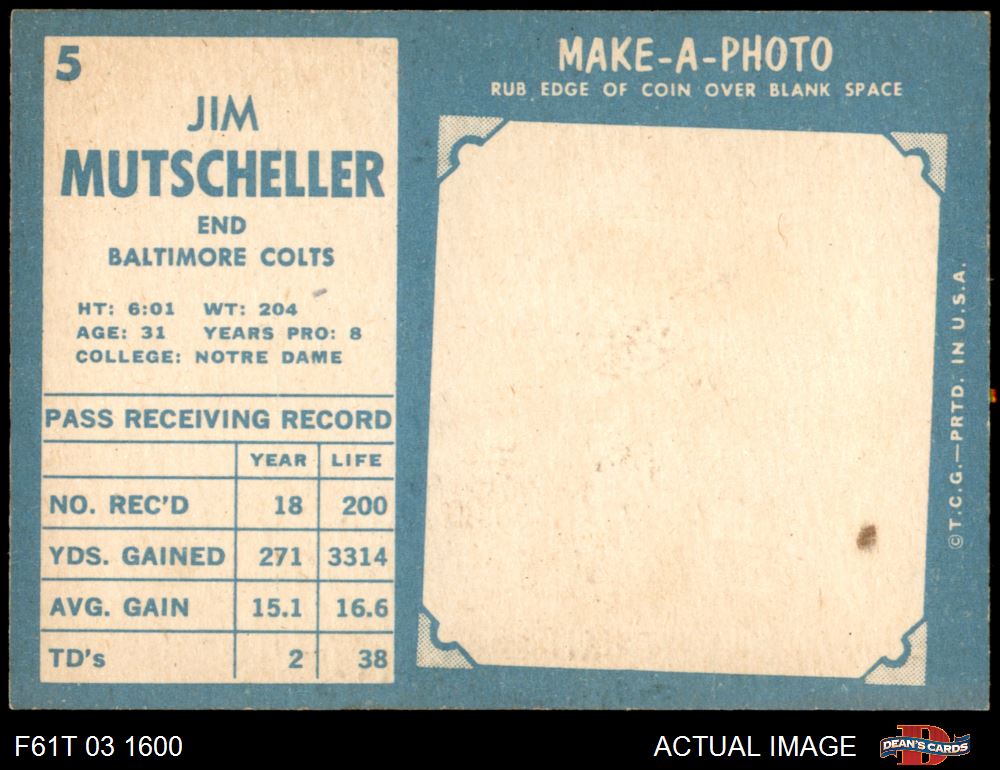 5
JIM
MUTSCHELLER
END
BALTIMORE COLTS
HT: 6:01 WT: 204
AGE: 31 YEARS PRO: 8
COLLEGE: NOTRE DAME
PASS RECEIVING RECORD
YEAR LIFE
NO. REC'D 18 200
YDS. GAINED 271 3314
AVG. GAIN 15.1 16.6
TD's 2 38
MAKE-A-PHOTO
RUB EDGE OF COIN OVER BLANK SPACE
©T.C.G.—PRTD. IN U.S.A.
F61T 03 1600
ACTUAL IMAGE
D
DEAN'S CARDS